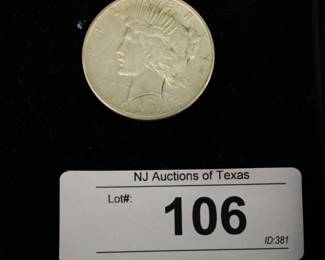 NJ Auctions of Texas
Lot#:
106
ID:381